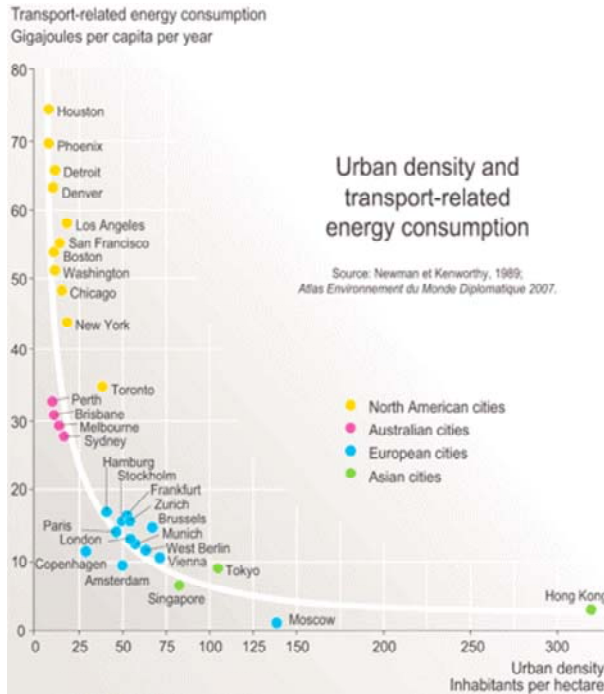 Transport-related energy consumption
Gigajoules per capita per year
80
70
60
50
40
30
20
10
0
Houston
Phoenix
Detroit
Denver
Los Angeles
San Francisco
Boston
Washington
Chicago
New York
Toronto
Perth
Brisbane
Melbourne
Sydney
Hamburg
Stockholm
Frankfurt
Zurich
Brussels
Paris
London
Munich
West Berlin
Copenhagen
Vienna
Amsterdam
Tokyo
Singapore
Moscow
Hong Kong
Urban density and
transport-related
energy consumption
Source: Newman et Kenworthy, 1989;
Atlas Environnement du Monde Diplomatique 2007.
North American cities
Australian cities
European cities
Asian cities
0 25 50 75 100 125 150 200 250 300
Urban density
Inhabitants per hectare